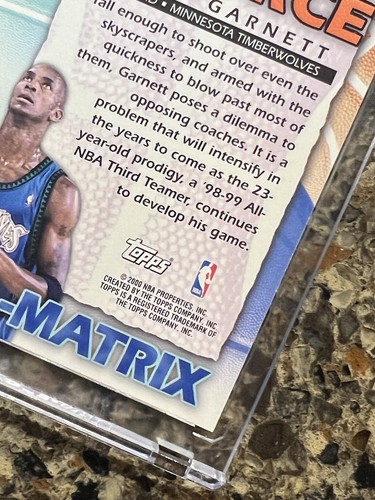 RCE
GARNETT
D • MINNESOTA TIMBERWOLVES
Tall enough to shoot over even the
skyscrapers, and armed with the
quickness to blow past most of
them, Garnett poses a dilemma to
opposing coaches. It is a
problem that will intensify in
the years to come as the 23-
year-old prodigy, a '98-99 All-
NBA Third Teamer, continues
to develop his game.
Topps
© 2000 NBA PROPERTIES, INC
CREATED BY THE TOPPS COMPANY, INC
TOPPS IS A REGISTERED TRADEMARK OF
THE TOPPS COMPANY, INC.
-MATRIX